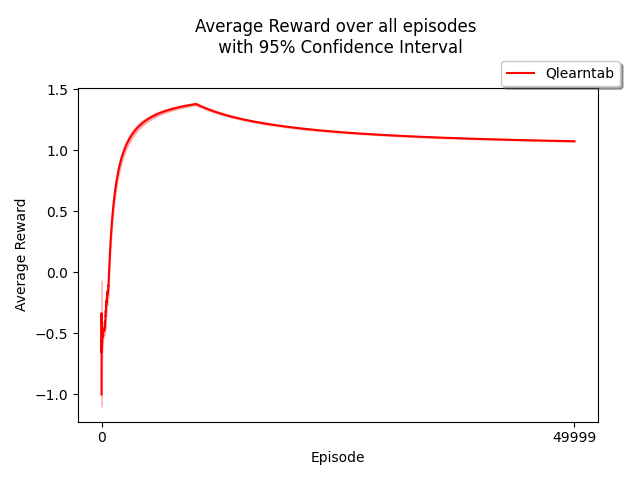 Average Reward over all episodes
with 95% Confidence Interval
Qlearntab
1.5
1.0
0.5
0.0
−0.5
−1.0
Average Reward
0
49999
Episode